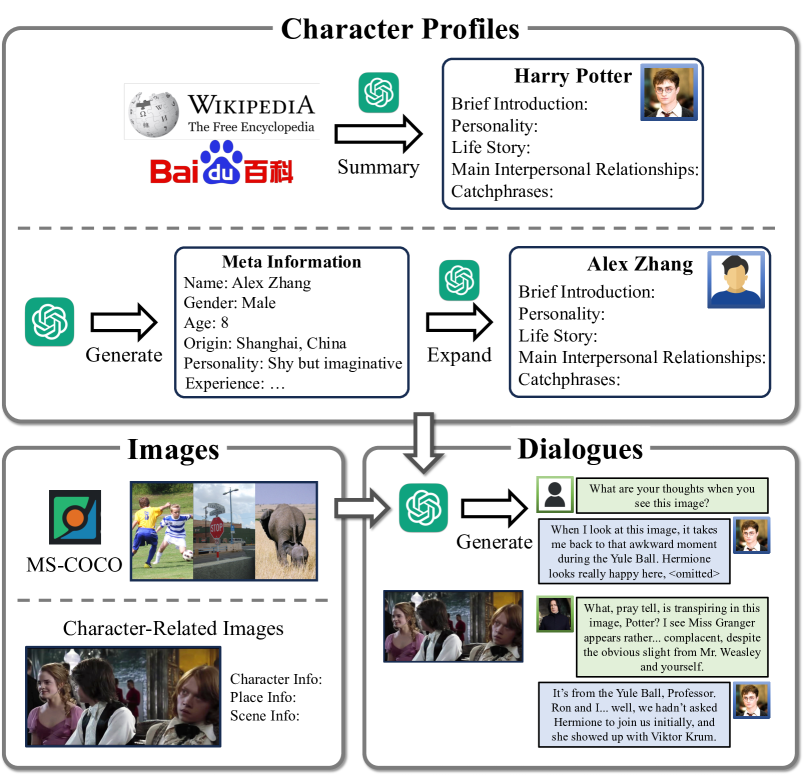 Character Profiles
WIKIPEDIA
The Free Encyclopedia
Bai du 百科
Summary
Harry Potter
Brief Introduction:
Personality:
Life Story:
Main Interpersonal Relationships:
Catchphrases:
Generate
Meta Information
Name: Alex Zhang
Gender: Male
Age: 8
Origin: Shanghai, China
Personality: Shy but imaginative
Experience: …
Expand
Alex Zhang
Brief Introduction:
Personality:
Life Story:
Main Interpersonal Relationships:
Catchphrases:
Images
MS-COCO
STOP
Character-Related Images
Character Info:
Place Info:
Scene Info:
Dialogues
Generate
What are your thoughts when you
see this image?
When I look at this image, it takes
me back to that awkward moment
during the Yule Ball. Hermione
looks really happy here, <omitted>
What, pray tell, is transpiring in this
image, Potter? I see Miss Granger
appears rather... complacent, despite
the obvious slight from Mr. Weasley
and yourself.
It's from the Yule Ball, Professor.
Ron and I... well, we hadn't asked
Hermione to join us initially, and
she showed up with Viktor Krum.